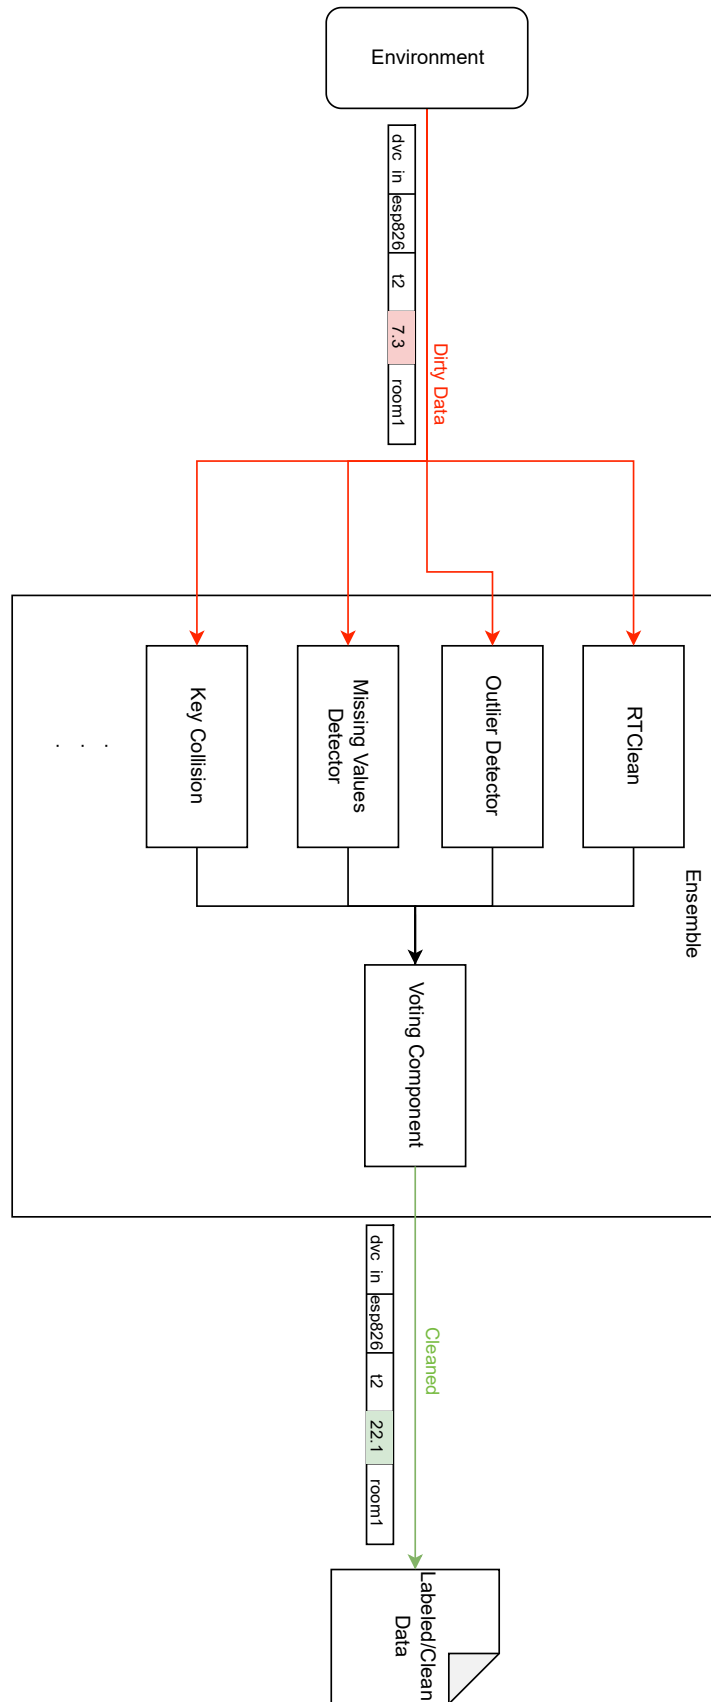 Environment
dvc in
esp826
t2
7.3
room1
Dirty Data
Key Collision
Missing Values
Detector
Outlier Detector
RTClean
. . .
Ensemble
Voting Component
dvc in
esp826
t2
22.1
room1
Cleaned
Labeled/Clean
Data